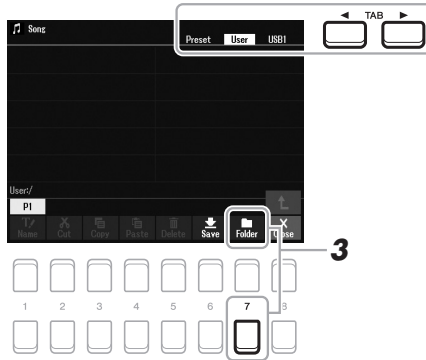 Song
Preset User USB1
◀ TAB ▶
User:/
P1
Name Cut Copy Paste Delete Save Folder Close
3
1 2 3 4 5 6 7 8